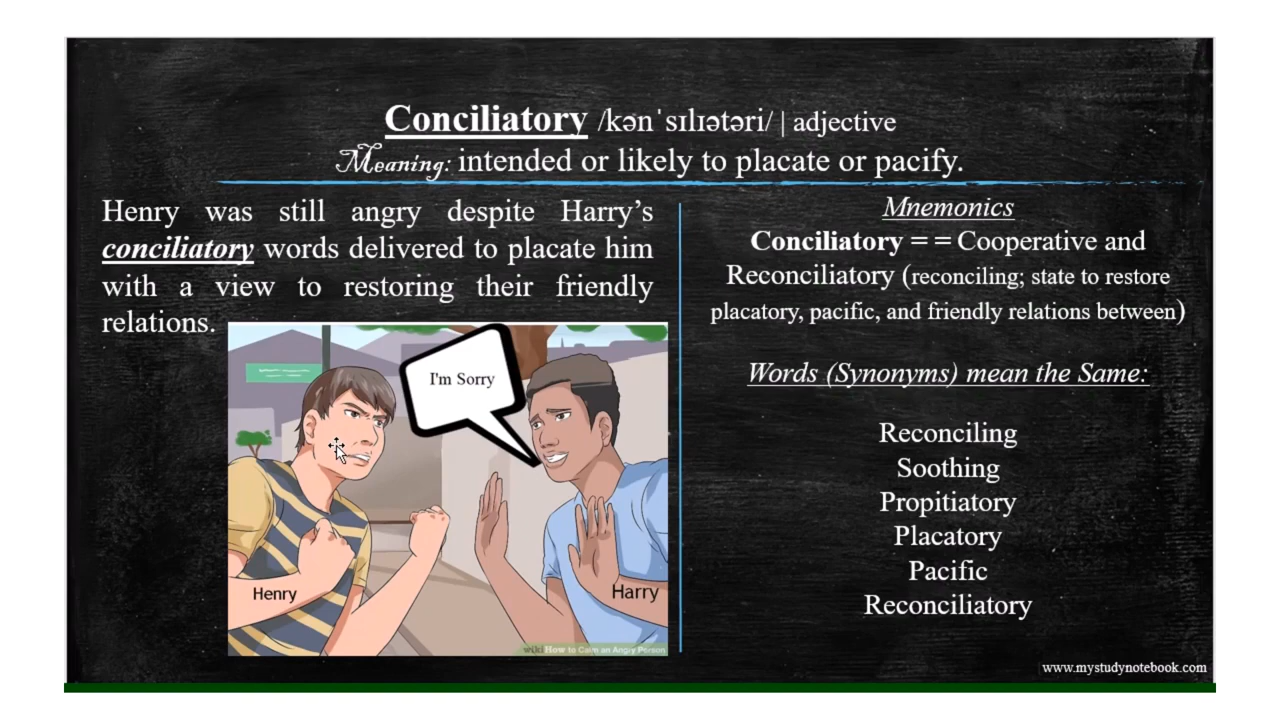 Conciliatory /kənˈsɪlɪətəri/ | adjective
Meaning: intended or likely to placate or pacify.
Henry was still angry despite Harry’s
conciliatory words delivered to placate him
with a view to restoring their friendly
relations.
I'm Sorry
Henry
Harry
wikiHow to Calm an Angry Person
Mnemonics
Conciliatory = = Cooperative and
Reconciliatory (reconciling; state to restore
placatory, pacific, and friendly relations between)
Words (Synonyms) mean the Same:
Reconciling
Soothing
Propitiatory
Placatory
Pacific
Reconciliatory
www.mystudynotebook.com